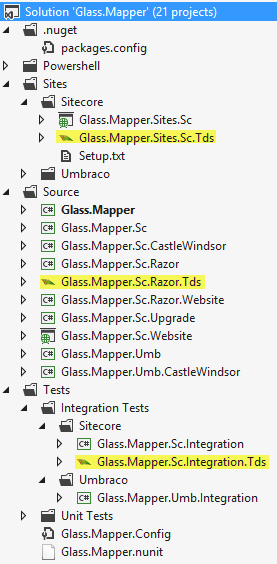 Solution 'Glass.Mapper' (21 projects)
.nuget
packages.config
Powershell
Sites
Sitecore
Glass.Mapper.Sites.Sc
Glass.Mapper.Sites.Sc.Tds
Setup.txt
Umbraco
Source
C# Glass.Mapper
C# Glass.Mapper.Sc
C# Glass.Mapper.Sc.CastleWindsor
C# Glass.Mapper.Sc.Razor
Glass.Mapper.Sc.Razor.Tds
C# Glass.Mapper.Sc.Razor.Website
C# Glass.Mapper.Sc.Upgrade
Glass.Mapper.Sc.Website
C# Glass.Mapper.Umb
C# Glass.Mapper.Umb.CastleWindsor
Tests
Integration Tests
Sitecore
C# Glass.Mapper.Sc.Integration
Glass.Mapper.Sc.Integration.Tds
Umbraco
C# Glass.Mapper.Umb.Integration
Unit Tests
Glass.Mapper.Config
Glass.Mapper.nunit